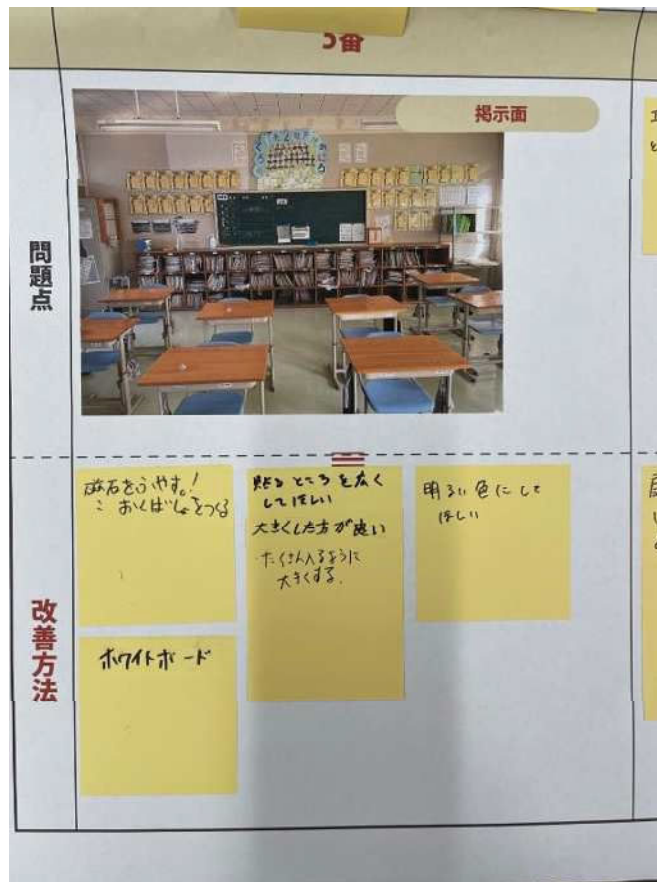 5番
掲示面
問題点
改善方法
磁石をふやす!
おくばしょをつくる
貼るところを広く
してほしい
大きくした方が良い
たくさん入るように
大きくする.
明るい色にして
ほしい
ホワイトボード